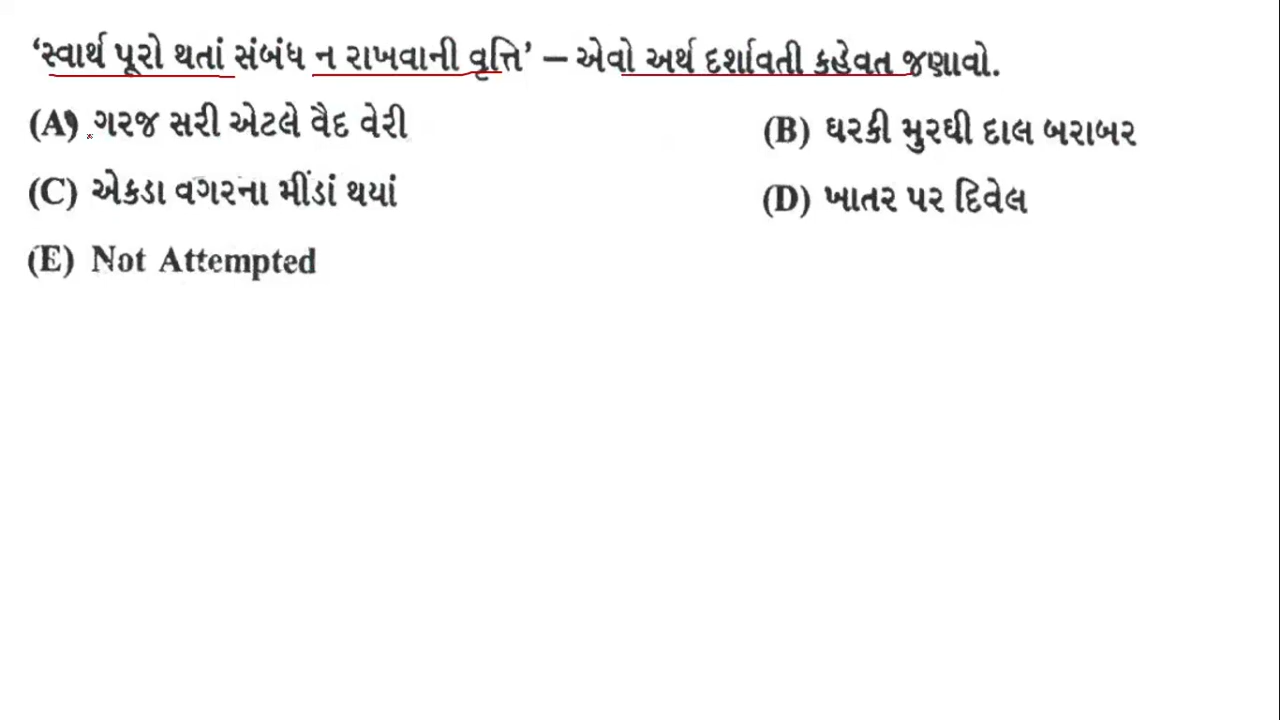 ‘સ્વાર્થ પૂરો થતાં સંબંધ ન રાખવાની વૃત્તિ’ – એવો અર્થ દર્શાવતી કહેવત જણાવો.
(A) ગરજ સરી એટલે વૈદ વેરી (B) ઘરકી મુરઘી દાલ બરાબર
(C) એકડા વગરના મીંડાં થયાં (D) ખાતર પર દિવેલ
(E) Not Attempted